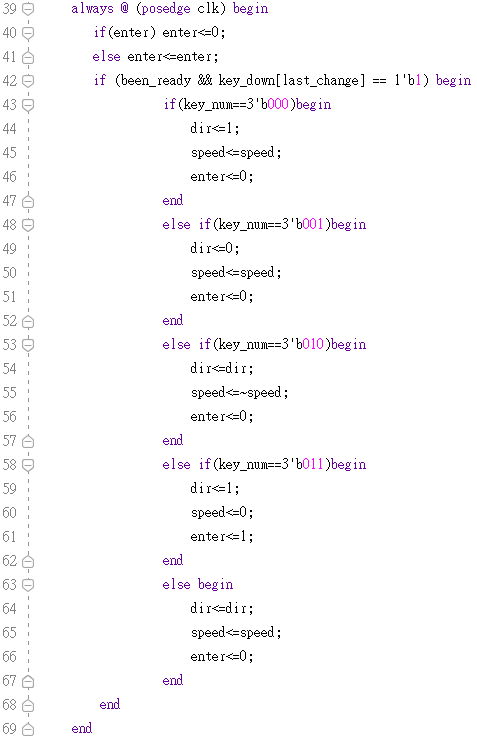 39 always @ (posedge clk) begin
40 if(enter) enter<=0;
41 else enter<=enter;
42 if (been_ready && key_down[last_change] == 1'b1) begin
43 if(key_num==3'b000)begin
44 dir<=1;
45 speed<=speed;
46 enter<=0;
47 end
48 else if(key_num==3'b001)begin
49 dir<=0;
50 speed<=speed;
51 enter<=0;
52 end
53 else if(key_num==3'b010)begin
54 dir<=dir;
55 speed<=~speed;
56 enter<=0;
57 end
58 else if(key_num==3'b011)begin
59 dir<=1;
60 speed<=0;
61 enter<=1;
62 end
63 else begin
64 dir<=dir;
65 speed<=speed;
66 enter<=0;
67 end
68 end
69 end